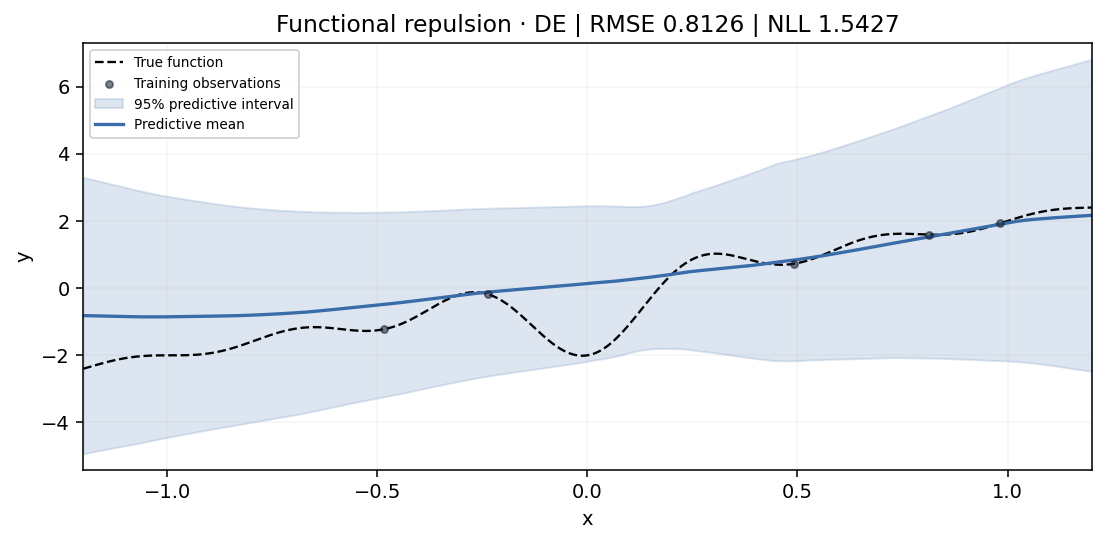 Functional repulsion · DE | RMSE 0.8126 | NLL 1.5427
True function
Training observations
95% predictive interval
Predictive mean
y
6
4
2
0
−2
−4
−1.0
−0.5
0.0
0.5
1.0
x